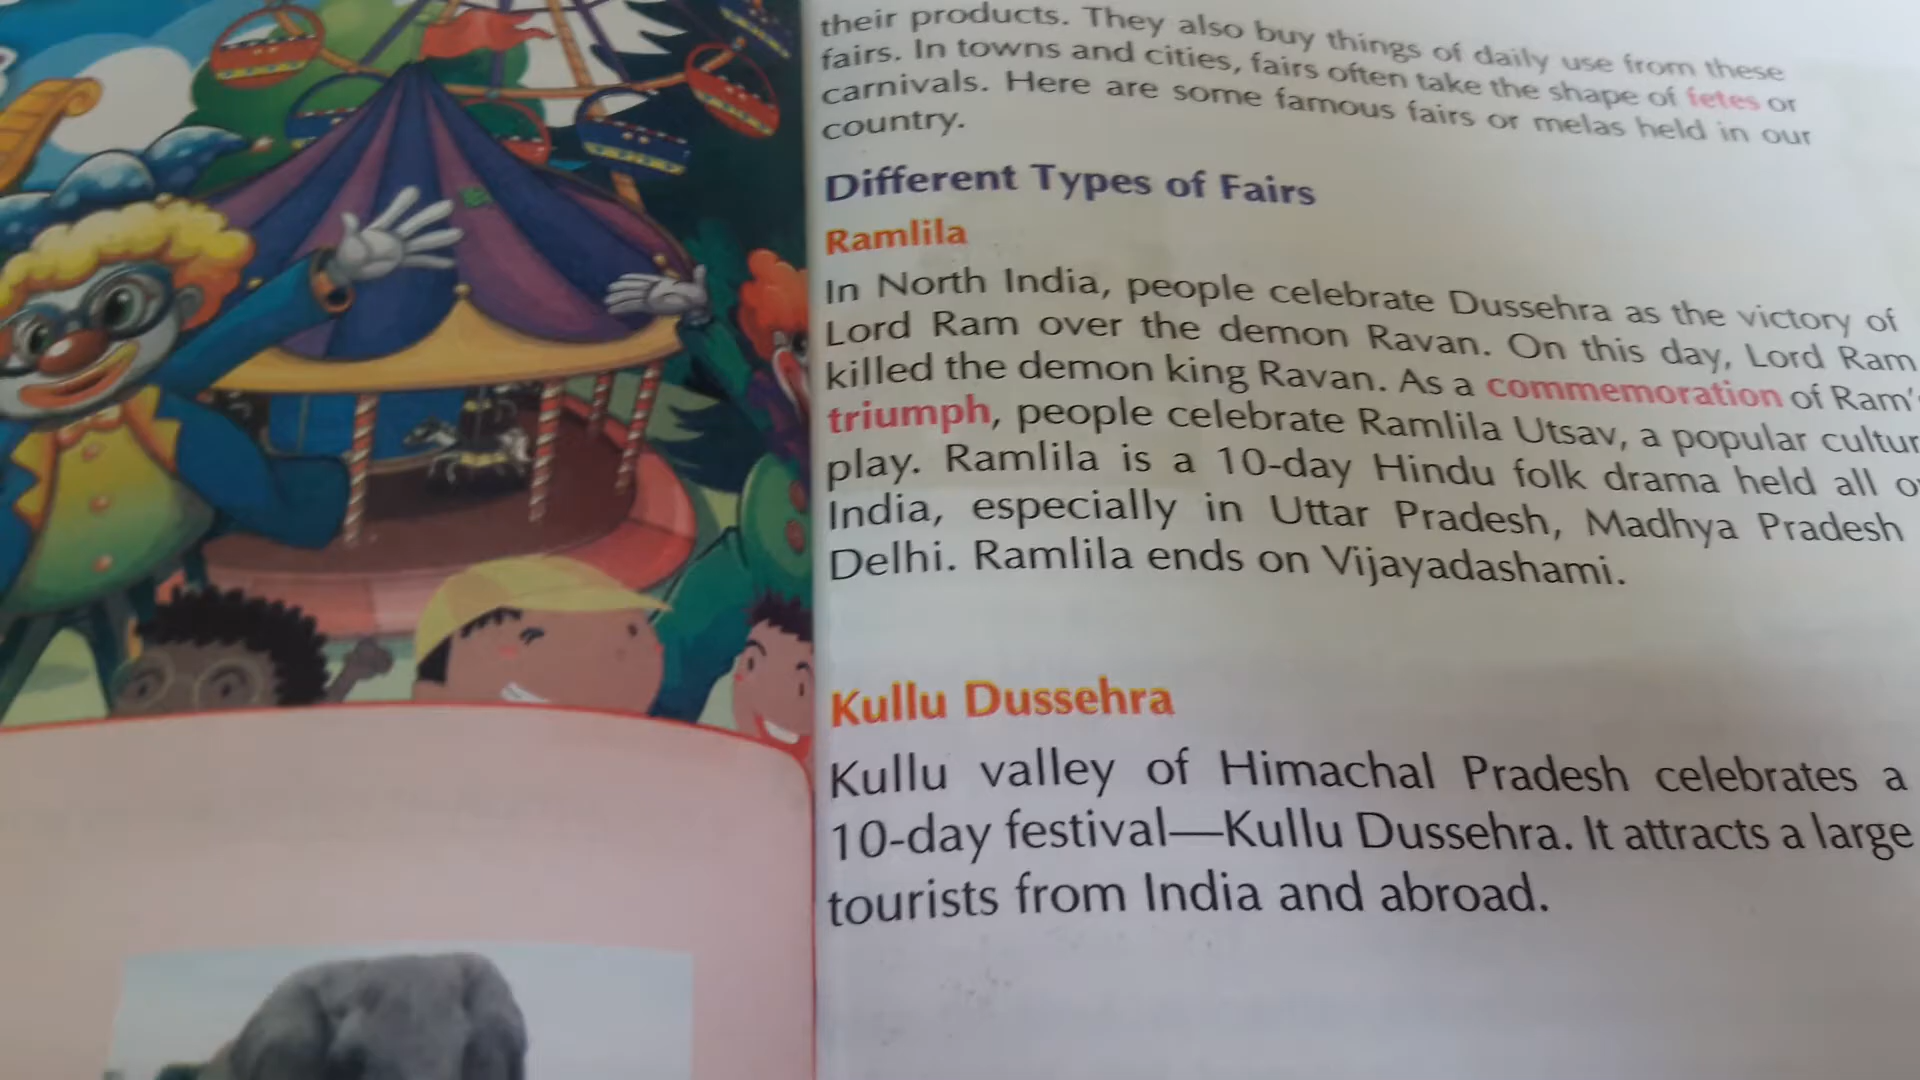 their products. They also buy things of daily use from these
fairs. In towns and cities, fairs often take the shape of fetes or
carnivals. Here are some famous fairs or melas held in our
country.
Different Types of Fairs
Ramlila
In North India, people celebrate Dussehra as the victory of
Lord Ram over the demon Ravan. On this day, Lord Ram
killed the demon king Ravan. As a commemoration of Ram'
triumph, people celebrate Ramlila Utsav, a popular cultur
play. Ramlila is a 10-day Hindu folk drama held all o
India, especially in Uttar Pradesh, Madhya Pradesh
Delhi. Ramlila ends on Vijayadashami.
Kullu Dussehra
Kullu valley of Himachal Pradesh celebrates a
10-day festival—Kullu Dussehra. It attracts a large
tourists from India and abroad.